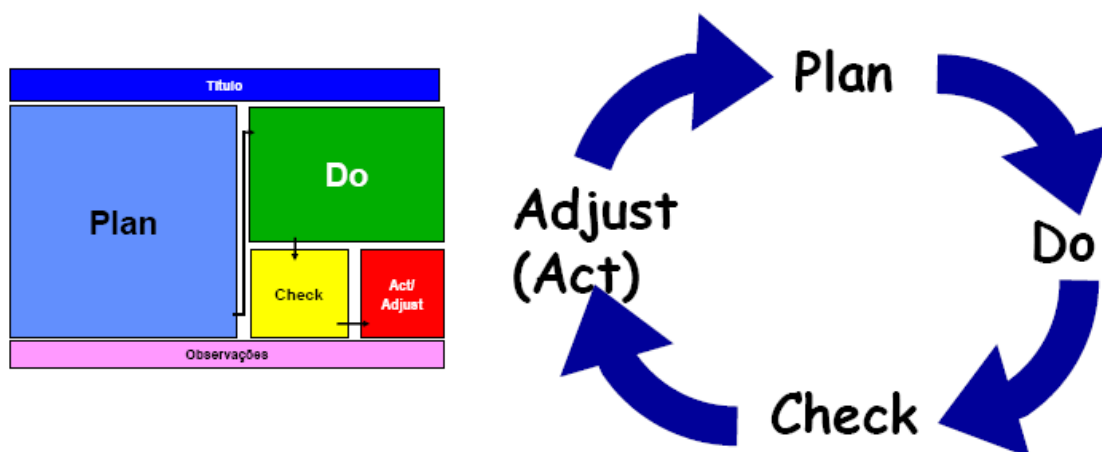 Título
Plan
Do
Check
Act/
Adjust
Observações
Plan
Do
Check
Adjust
(Act)